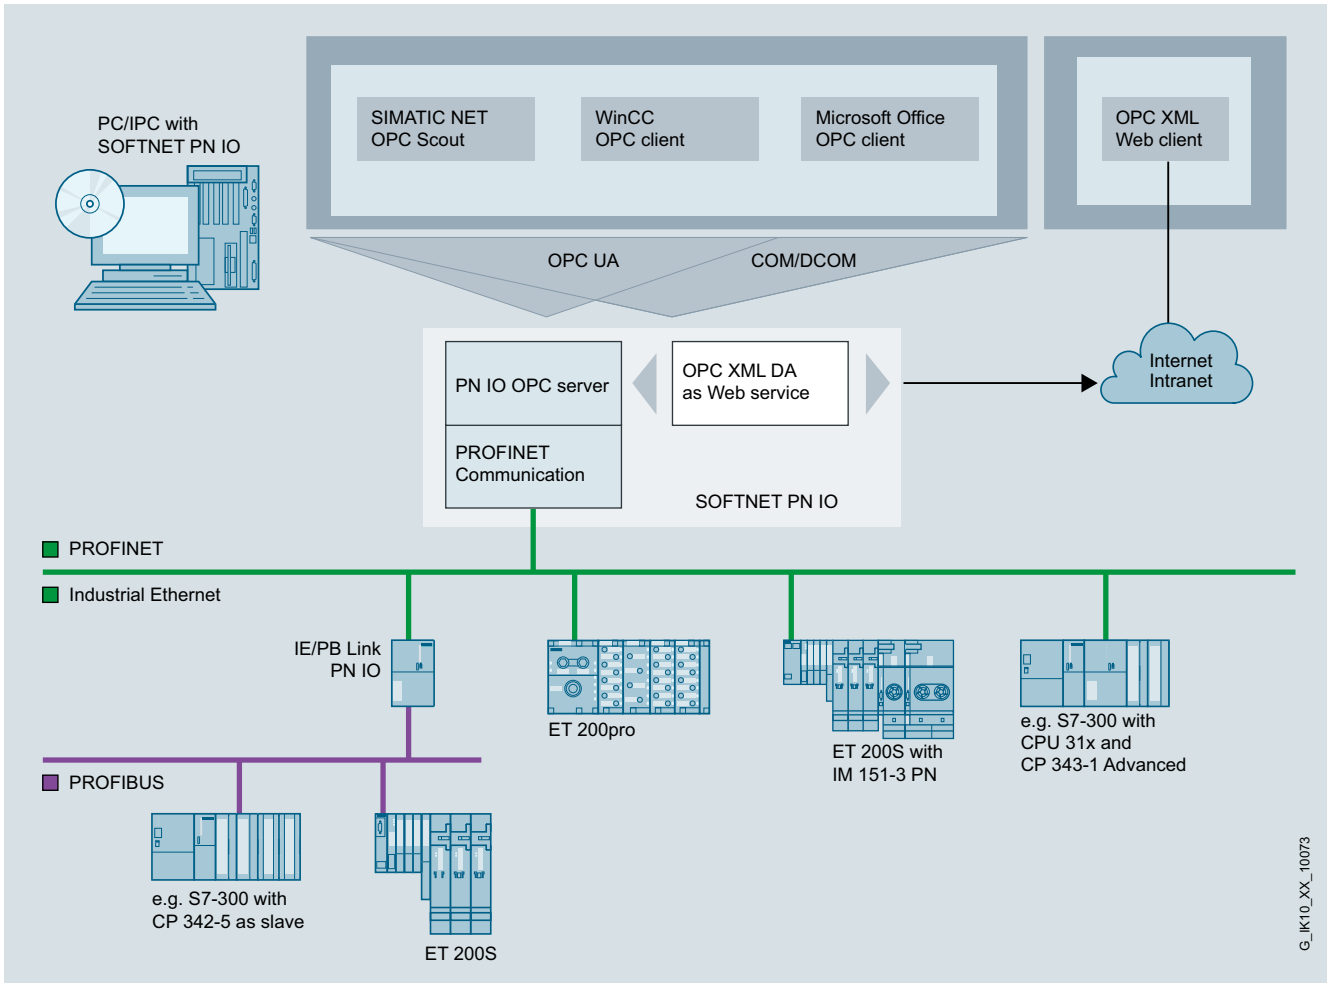 PC/IPC with
SOFTNET PN IO
SIMATIC NET
OPC Scout
WinCC
OPC client
Microsoft Office
OPC client
OPC XML
Web client
OPC UA
COM/DCOM
PN IO OPC server
OPC XML DA
as Web service
Internet
Intranet
PROFINET
Communication
SOFTNET PN IO
PROFINET
Industrial Ethernet
IE/PB Link
PN IO
ET 200pro
ET 200S with
IM 151-3 PN
e.g. S7-300 with
CPU 31x and
CP 343-1 Advanced
PROFIBUS
e.g. S7-300 with
CP 342-5 as slave
ET 200S
G_IK10_XX_10073